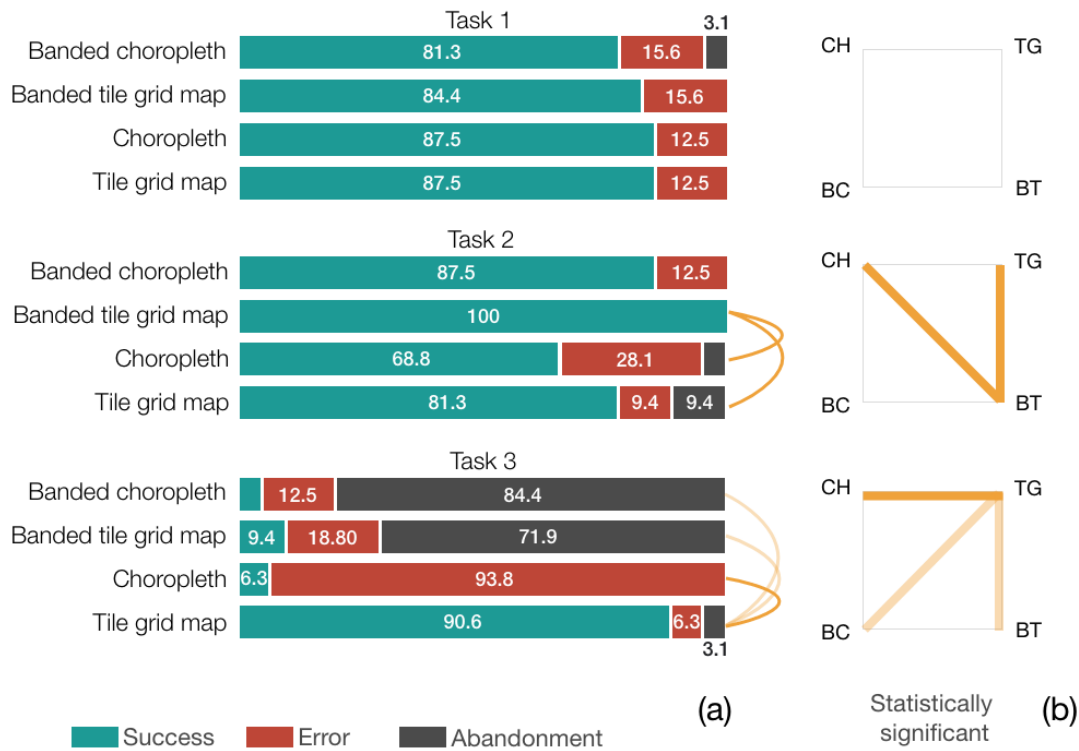 Task 1
3.1
Banded choropleth 81.3 15.6
Banded tile grid map 84.4 15.6
Choropleth 87.5 12.5
Tile grid map 87.5 12.5
CH TG
BC BT
Task 2
Banded choropleth 87.5 12.5
Banded tile grid map 100
Choropleth 68.8 28.1
Tile grid map 81.3 9.4 9.4
CH TG
BC BT
Task 3
Banded choropleth 12.5 84.4
Banded tile grid map 9.4 18.80 71.9
Choropleth 6.3 93.8
Tile grid map 90.6 6.3
3.1
CH TG
BC BT
Success Error Abandonment
(a)
Statistically
significant
(b)